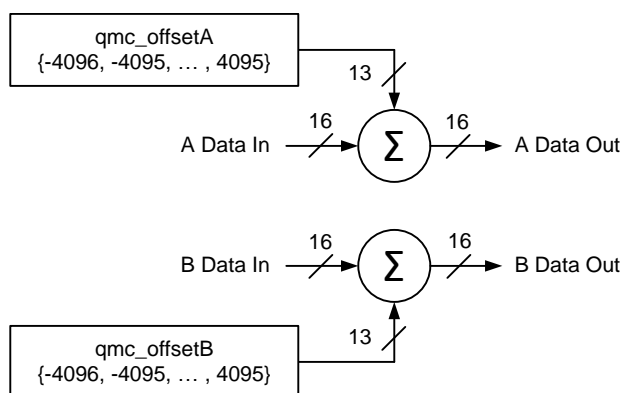 qmc_offsetA
{-4096, -4095, … , 4095}
13
16
16
A Data In
Σ
A Data Out
16
16
B Data In
Σ
B Data Out
qmc_offsetB
13
{-4096, -4095, … , 4095}